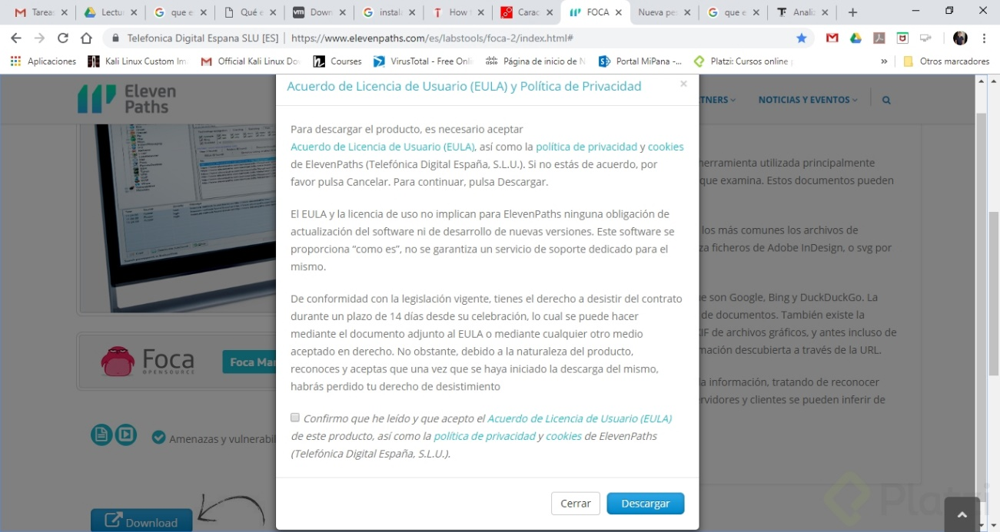 Tarea
Lectu
que e
Qué e
Down
instal
How t
Carac
FOCA
Nueva pe
que e
Anali
Telefonica Digital Espana SLU [ES] | https://www.elevenpaths.com/es/labstools/foca-2/index.html#
Aplicaciones
Kali Linux Custom Im
Official Kali Linux Do
Courses
VirusTotal - Free Onli
Página de inicio de N
Portal MiPana -...
Platzi: Cursos online
»
Otros marcadores
Eleven
Paths
TNERS
NOTICIAS Y EVENTOS
Acuerdo de Licencia de Usuario (EULA) y Política de Privacidad
×
Para descargar el producto, es necesario aceptar
Acuerdo de Licencia de Usuario (EULA), así como la política de privacidad y cookies
de ElevenPaths (Telefónica Digital España, S.L.U.). Si no estás de acuerdo, por
favor pulsa Cancelar. Para continuar, pulsa Descargar.
El EULA y la licencia de uso no implican para ElevenPaths ninguna obligación de
actualización del software ni de desarrollo de nuevas versiones. Este software se
proporciona “como es”, no se garantiza un servicio de soporte dedicado para el
mismo.
De conformidad con la legislación vigente, tienes el derecho a desistir del contrato
durante un plazo de 14 días desde su celebración, lo cual se puede hacer
mediante el documento adjunto al EULA o mediante cualquier otro medio
aceptado en derecho. No obstante, debido a la naturaleza del producto,
reconoces y aceptas que una vez que se haya iniciado la descarga del mismo,
habrás perdido tu derecho de desistimiento
Confirmo que he leído y que acepto el Acuerdo de Licencia de Usuario (EULA)
de este producto, así como la política de privacidad y cookies de ElevenPaths
(Telefónica Digital España, S.L.U.).
Cerrar
Descargar
herramienta utilizada principalmente
que examina. Estos documentos pueden
los más comunes los archivos de
za ficheros de Adobe InDesign, o svg por
ue son Google, Bing y DuckDuckGo. La
de documentos. También existe la
XIF de archivos gráficos, y antes incluso de
mación descubierta a través de la URL.
la información, tratando de reconocer
ervidores y clientes se pueden inferir de
Foca
OPENSOURCE
Foca Mar
Amenazas y vulnerabil
Download
Platzi